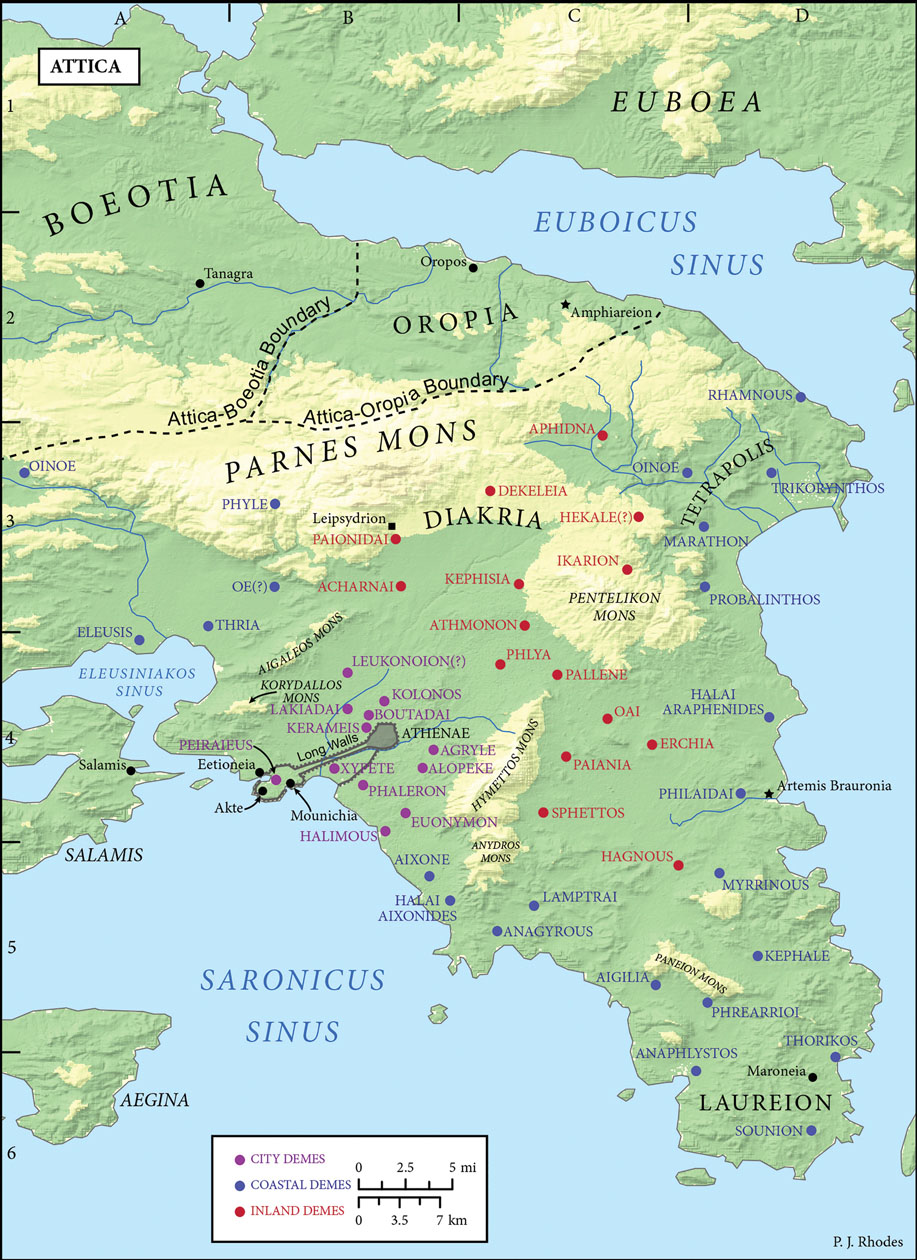 A
B
C
D
ATTICA
1
EUBOEA
BOEOTIA
EUBOICUS
SINUS
Tanagra
Oropos
2
OROPIA
Amphiareion
Attica-Boeotia Boundary
Attica-Oropia Boundary
RHAMNOUS
APHIDNA
PARNES MONS
OINOE
OINOE
TETRAPOLIS
TRIKORYNTHOS
DEKELEIA
PHYLE
3
Leipsydrion
DIAKRIA
HEKALE(?)
PAIONIDAI
MARATHON
IKARION
OE(?)
ACHARNAI
KEPHISIA
PENTELIKON
MONS
PROBALINTHOS
ELEUSIS
THRIA
AIGALEOS MONS
ATHMONON
PHLYA
LEUKONOION(?)
PALLENE
ELEUSINIAKOS
SINUS
KORYDALLOS
MONS
KOLONOS
LAKIADAI
BOUTADAI
HALAI
ARAPHENIDES
OAI
KERAMEIS
ATHENAE
4
PEIRAIEUS
Long Walls
AGRYLE
ERCHIA
HYMETTOS MONS
PAIANIA
Salamis
Eetioneia
XYPETE
ALOPEKE
PHALERON
Artemis Brauronia
PHILAIDAI
Akte
Mounichia
EUONYMON
SPHETTOS
HALIMOUS
SALAMIS
AIXONE
ANYDROS
MONS
HAGNOUS
MYRRINOUS
HALAI
AIXONIDES
LAMPTRAI
ANAGYROUS
5
KEPHALE
PANEION MONS
SARONICUS
SINUS
AIGILIA
PHREARRIOI
THORIKOS
ANAPHLYSTOS
Maroneia
AEGINA
LAUREION
SOUNION
6
CITY DEMES
COASTAL DEMES
INLAND DEMES
0 2.5 5 mi
0 3.5 7 km
P. J. Rhodes